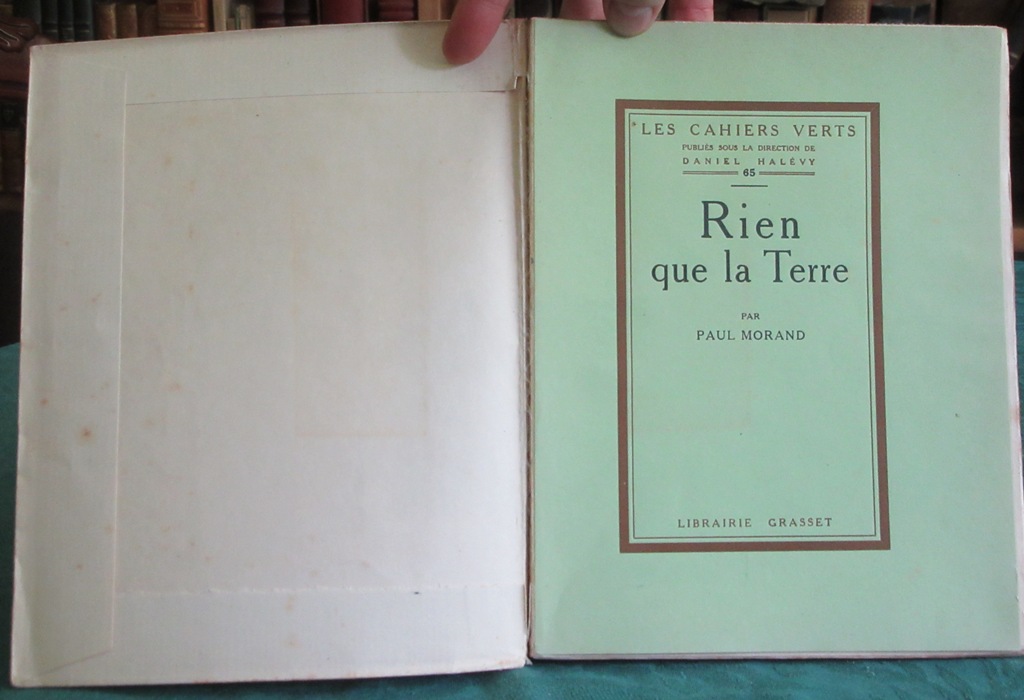 LES CAHIERS VERTS
PUBLIÉS SOUS LA DIRECTION DE
DANIEL HALÉVY
65
Rien
que la Terre
PAR
PAUL MORAND
LIBRAIRIE GRASSET